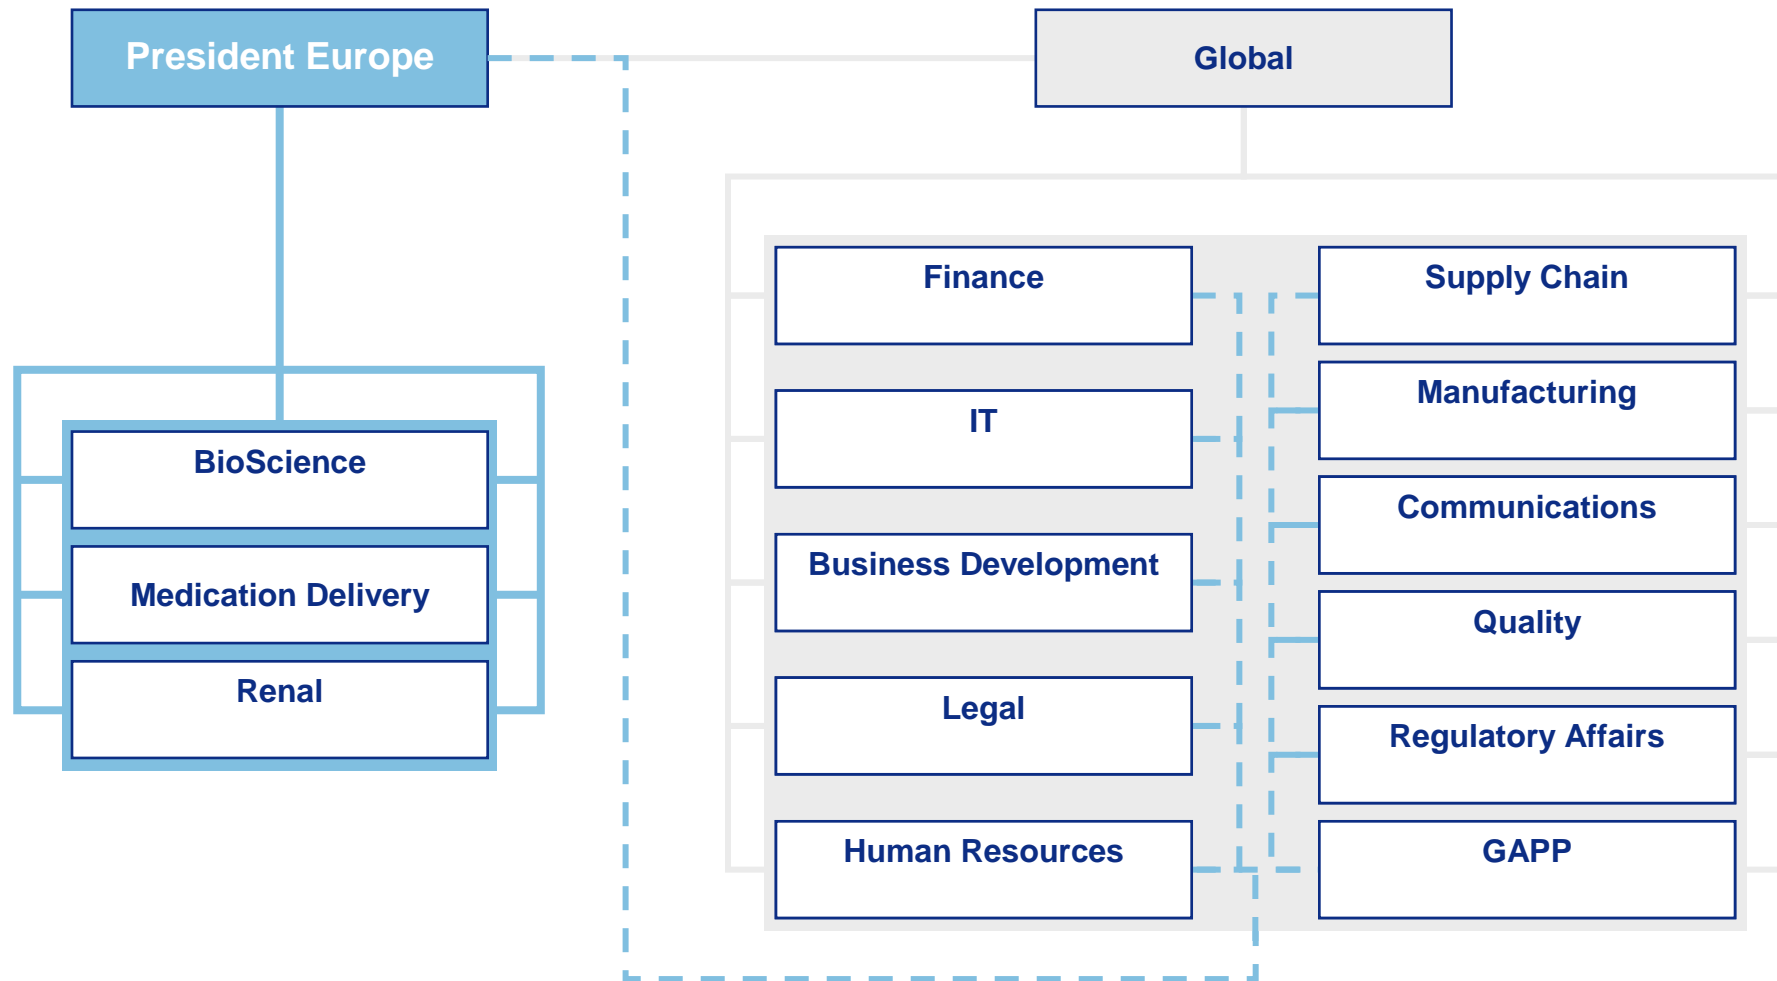 President Europe
Global
BioScience
Medication Delivery
Renal
Finance
IT
Business Development
Legal
Human Resources
Supply Chain
Manufacturing
Communications
Quality
Regulatory Affairs
GAPP